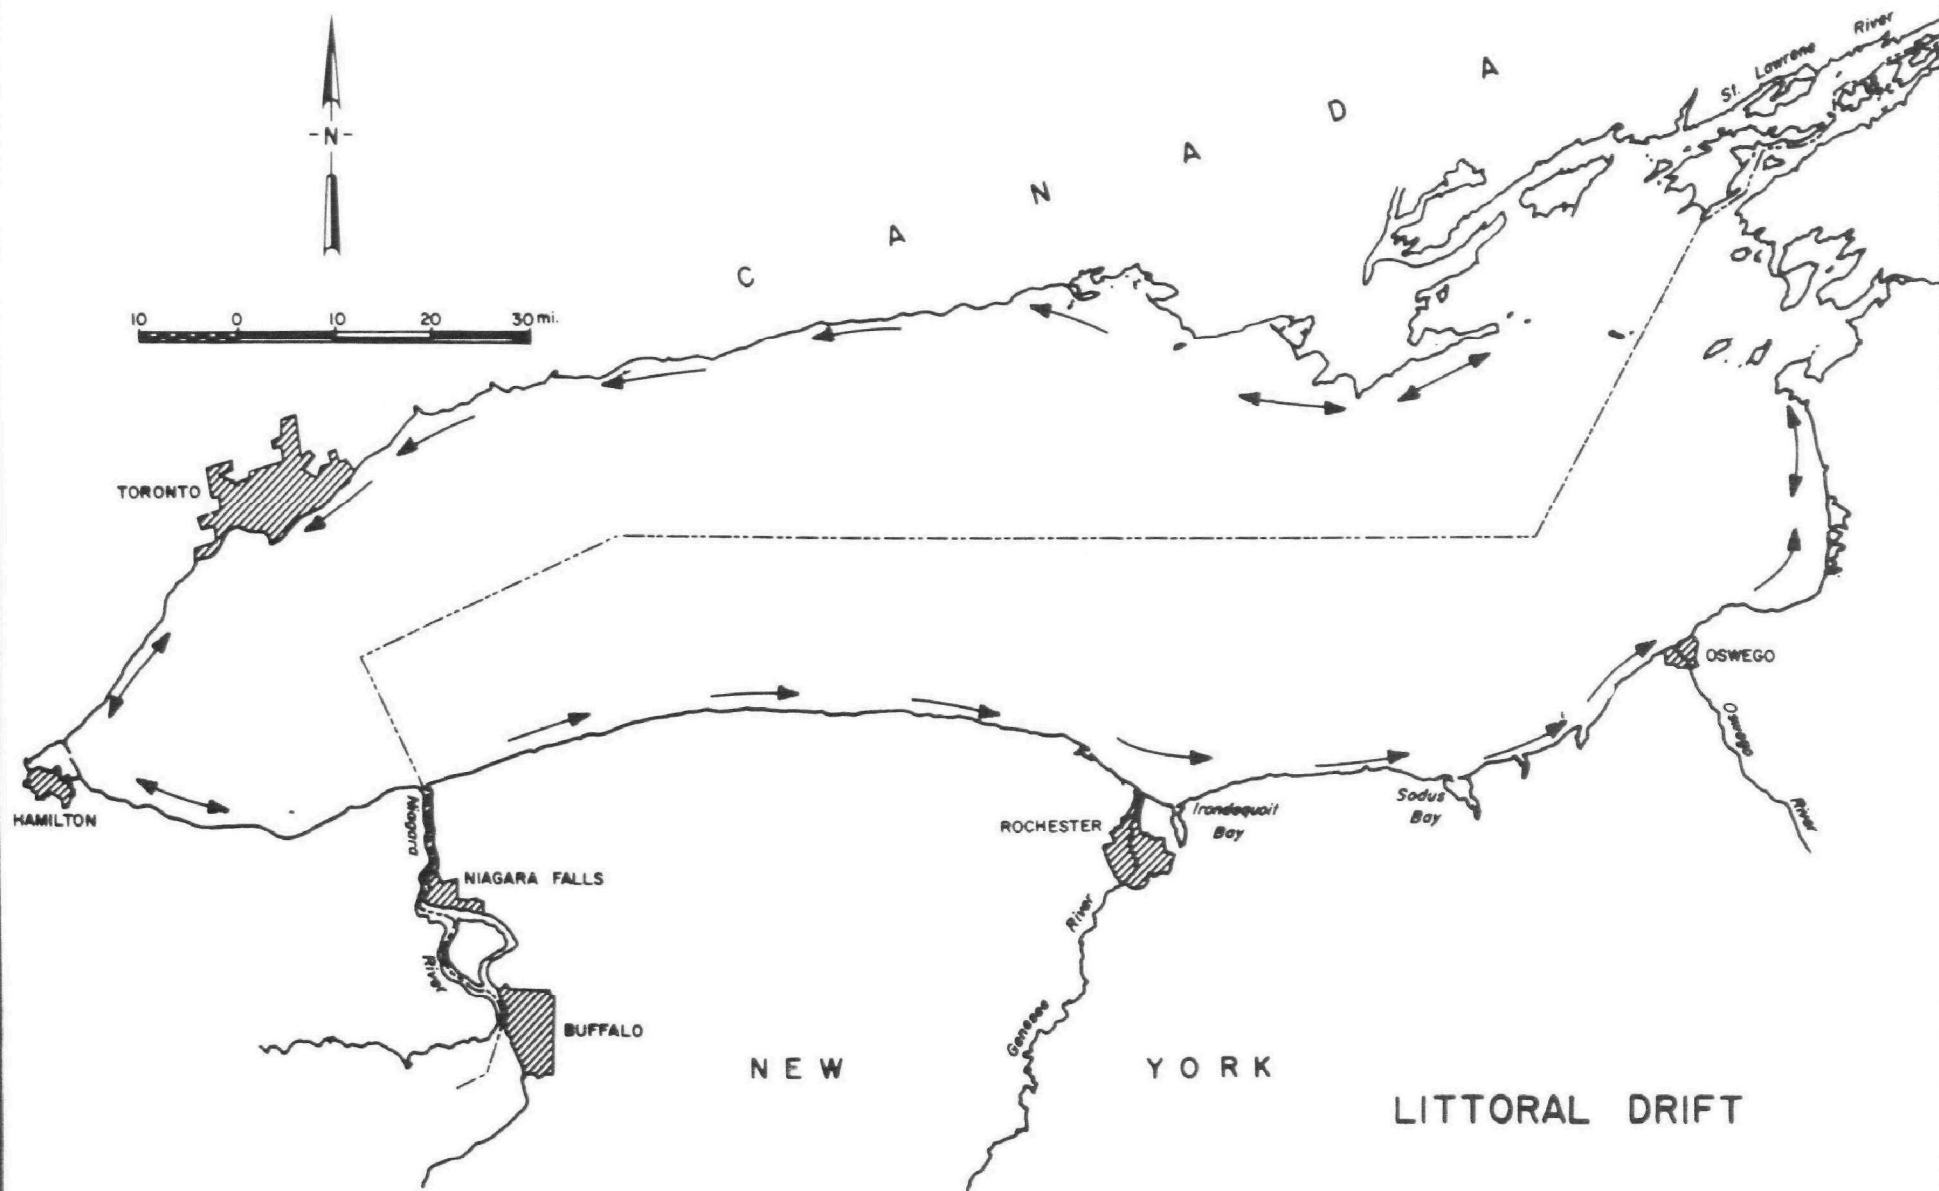 St. Lawrene River
C A N A D A
-N-
10 0 10 20 30 mi.
TORONTO
OSWEGO
Oswego River
HAMILTON
Niagara River
NIAGARA FALLS
ROCHESTER
Irondequoit
Bay
Sodus
Bay
Genesee River
BUFFALO
NEW YORK
LITTORAL DRIFT